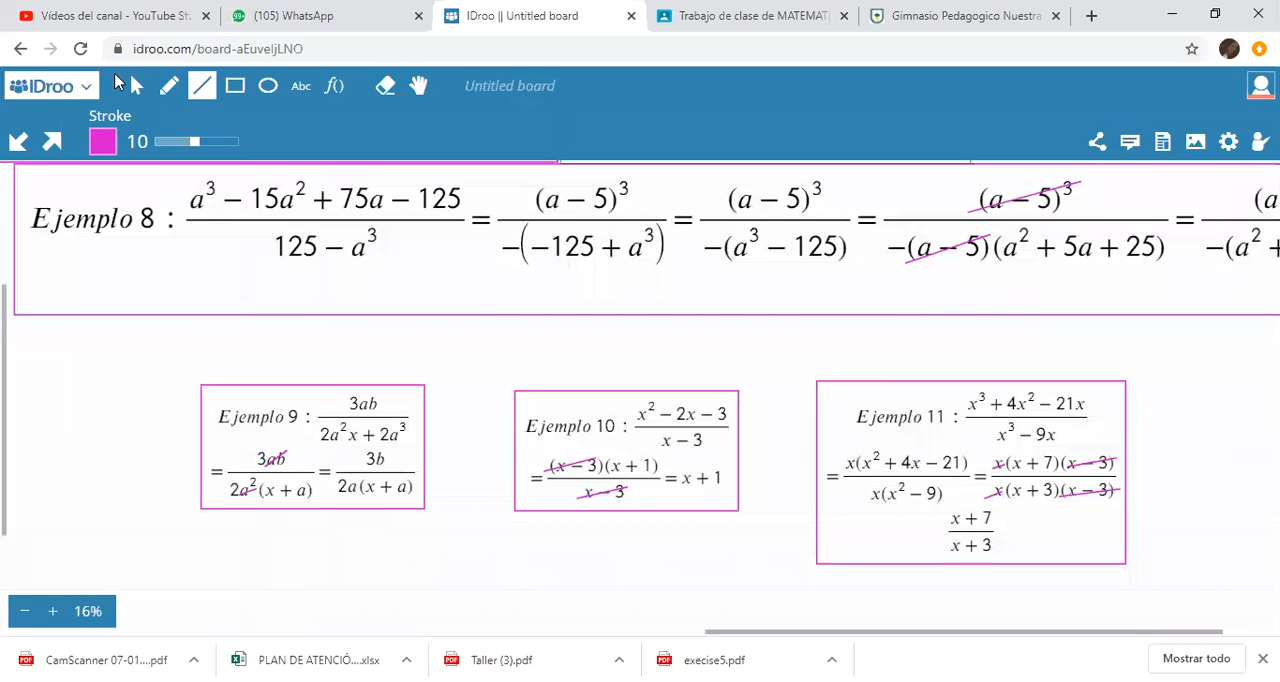 Vídeos del canal - YouTube St.
(105) WhatsApp
IDroo || Untitled board
Trabajo de clase de MATEMAT
Gimnasio Pedagogico Nuestra
idroo.com/board-aEuveljLNO
IDroo
Abc
f()
Untitled board
Stroke
10
Ejemplo 8 : (a³ − 15a² + 75a − 125)/(125 − a³) = (a − 5)³/(−(−125 + a³)) = (a − 5)³/(−(a³ − 125)) = (a − 5)³/(−(a − 5)(a² + 5a + 25)) = (a/−(a² +
Ejemplo 9 : 3ab/(2a²x + 2a³)
= 3ab/(2a²(x + a)) = 3b/(2a(x + a))
Ejemplo 10 : (x² − 2x − 3)/(x − 3)
= (x − 3)(x + 1)/(x − 3) = x + 1
Ejemplo 11 : (x³ + 4x² − 21x)/(x³ − 9x)
= x(x² + 4x − 21)/(x(x² − 9)) = x(x + 7)(x − 3)/(x(x + 3)(x − 3))
(x + 7)/(x + 3)
− + 16%
CamScanner 07-01....pdf
PLAN DE ATENCIÓ....xlsx
Taller (3).pdf
execise5.pdf
Mostrar todo